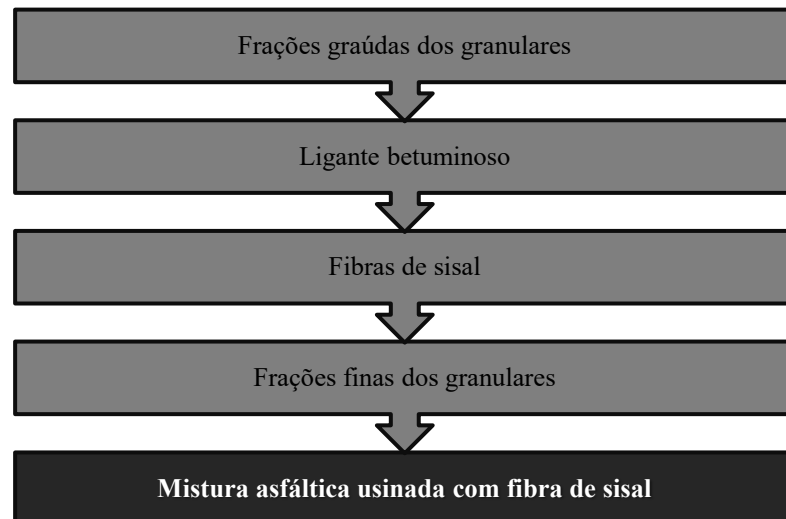 Frações graúdas dos granulares
Ligante betuminoso
Fibras de sisal
Frações finas dos granulares
Mistura asfáltica usinada com fibra de sisal